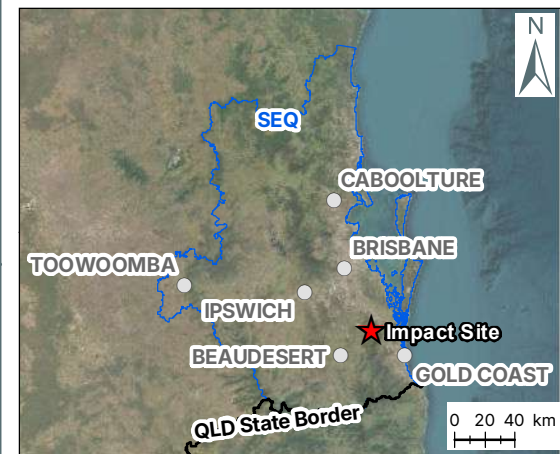 N
SEQ
CABOOLTURE
BRISBANE
TOOWOOMBA
IPSWICH
Impact Site
BEAUDESERT
GOLD COAST
QLD State Border
0 20 40 km